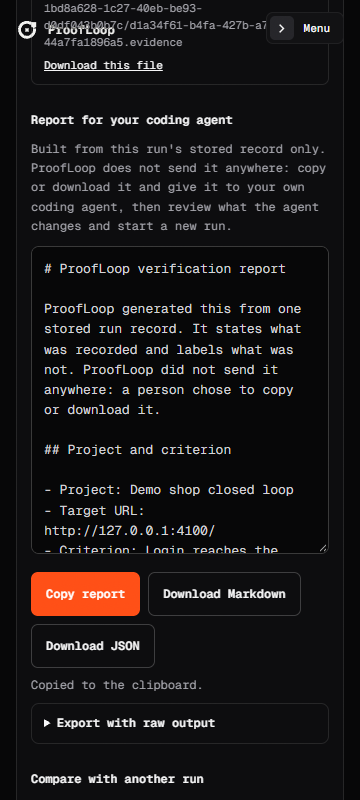 1bd8a628-1c27-40eb-be93-
ProofLoop
Menu
44a7fa1896a5.evidence
Download this file
Report for your coding agent
Built from this run's stored record only.
ProofLoop does not send it anywhere: copy
or download it and give it to your own
coding agent, then review what the agent
changes and start a new run.
# ProofLoop verification report
ProofLoop generated this from one
stored run record. It states what
was recorded and labels what was
not. ProofLoop did not send it
anywhere: a person chose to copy
or download it.
## Project and criterion
- Project: Demo shop closed loop
- Target URL:
http://127.0.0.1:4100/
- Criterion: Login reaches the
Copy report
Download Markdown
Download JSON
Copied to the clipboard.
Export with raw output
Compare with another run